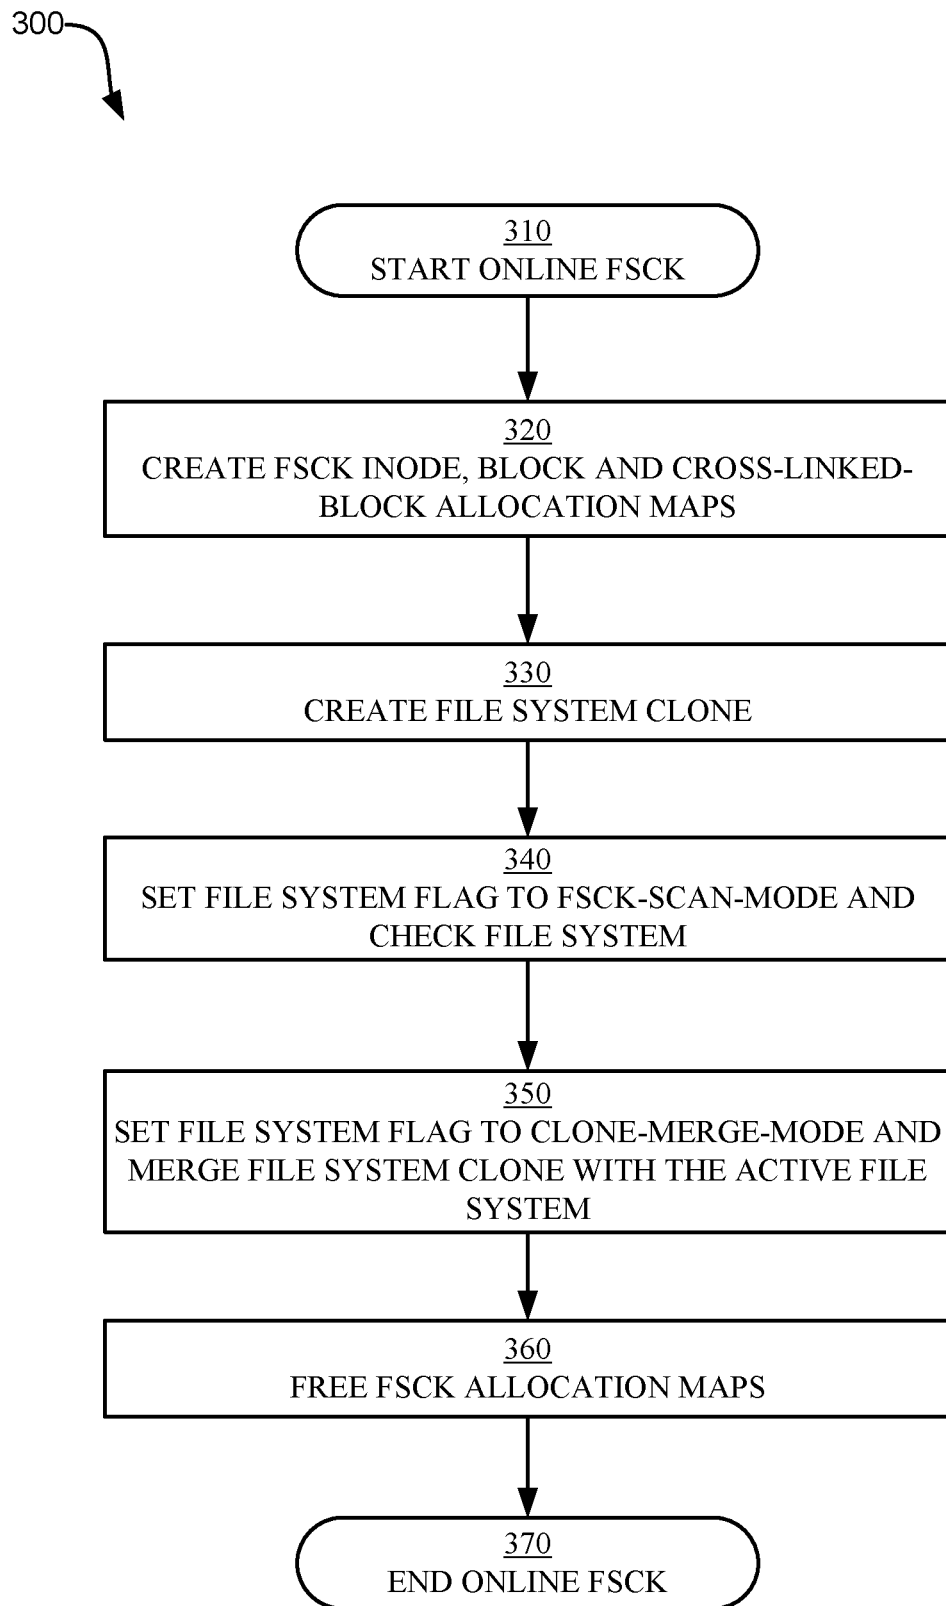 300
310
START ONLINE FSCK
320
CREATE FSCK INODE, BLOCK AND CROSS-LINKED-
BLOCK ALLOCATION MAPS
330
CREATE FILE SYSTEM CLONE
340
SET FILE SYSTEM FLAG TO FSCK-SCAN-MODE AND
CHECK FILE SYSTEM
350
SET FILE SYSTEM FLAG TO CLONE-MERGE-MODE AND
MERGE FILE SYSTEM CLONE WITH THE ACTIVE FILE
SYSTEM
360
FREE FSCK ALLOCATION MAPS
370
END ONLINE FSCK